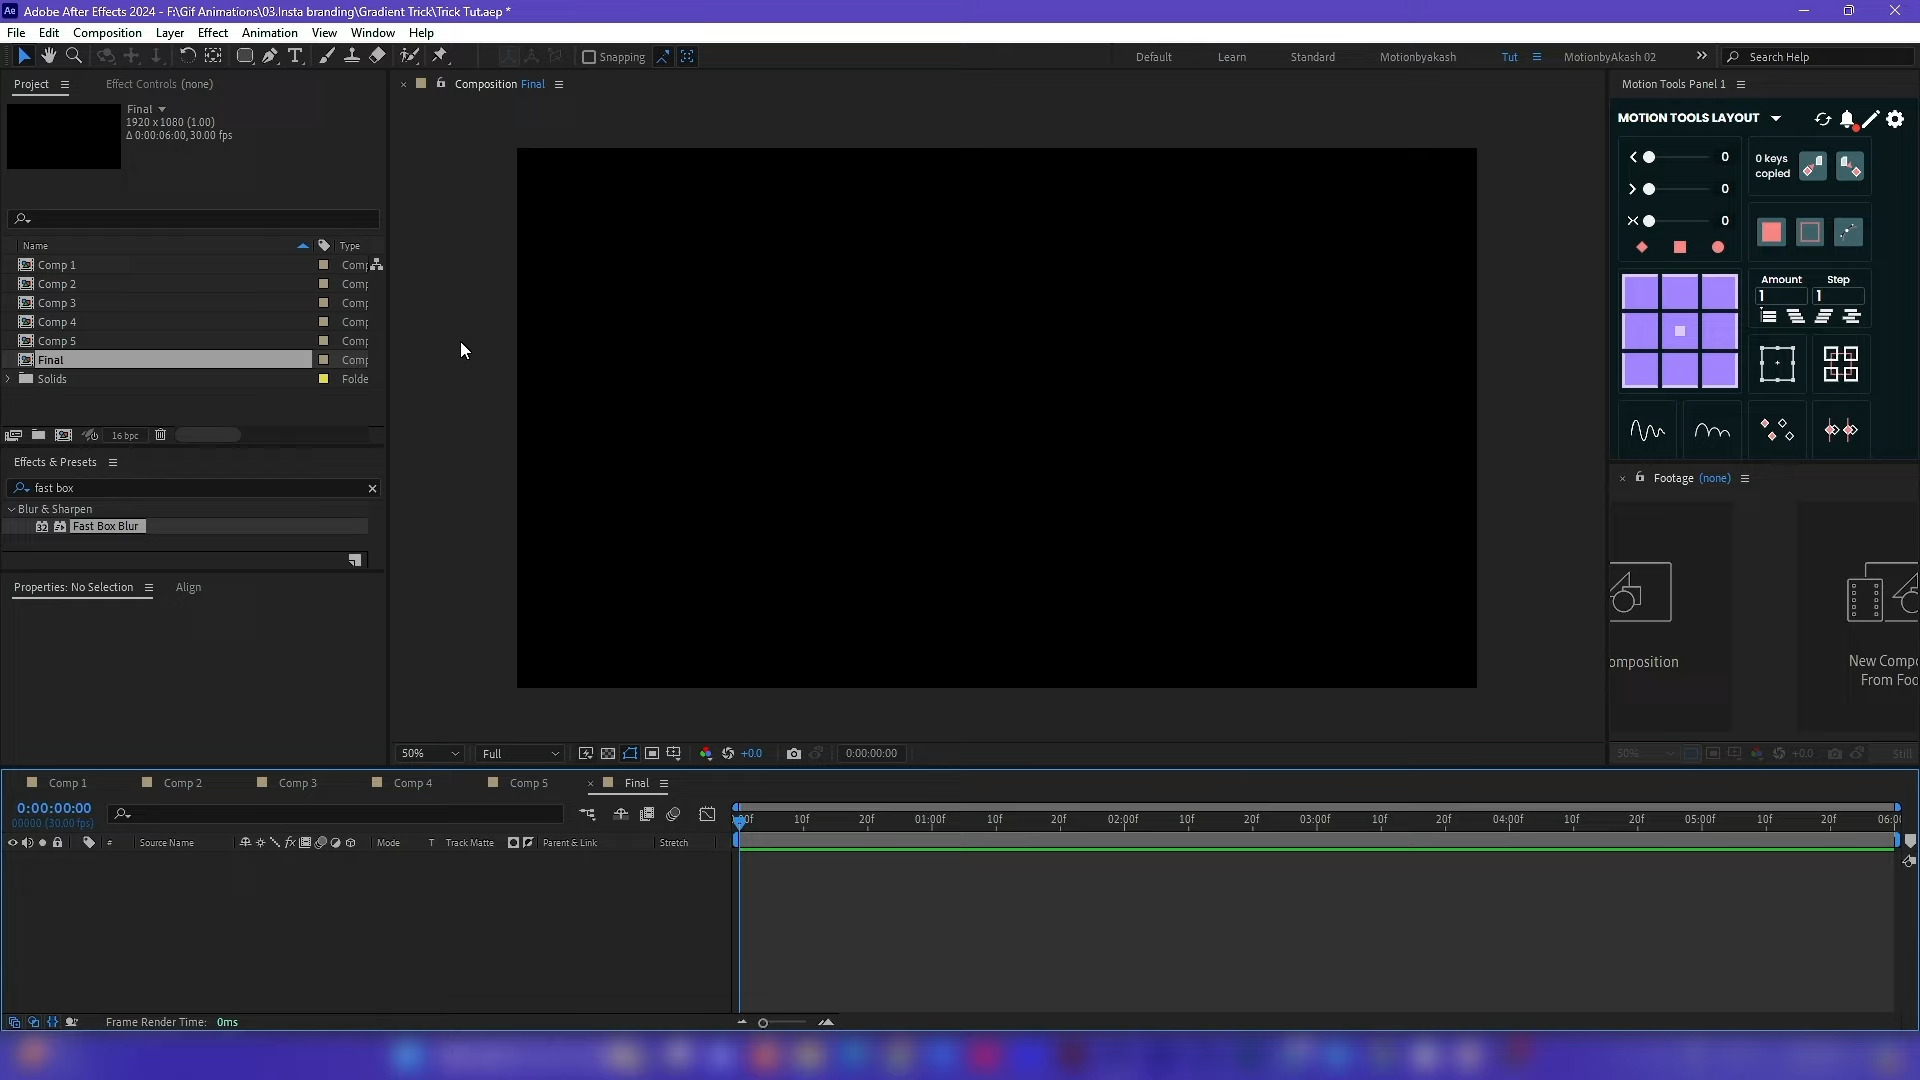 Ae Adobe After Effects 2024 - F:\Gif Animations\03.Insta branding\Gradient Trick\Trick Tut.aep *
File Edit Composition Layer Effect Animation View Window Help
Snapping
Default Learn Standard Motionbyakash Tut MotionbyAkash 02 Search Help
Project Effect Controls (none)
Composition Final
Motion Tools Panel 1
Final
1920 x 1080 (1.00)
Δ 0:00:06:00, 30.00 fps
MOTION TOOLS LAYOUT
0
0 keys
copied
0
0
Name Type
Comp 1 Comp
Comp 2 Comp
Comp 3 Comp
Comp 4 Comp
Comp 5 Comp
Final Comp
Solids Folde
Amount Step
1 1
16 bpc
Effects & Presets
fast box
Blur & Sharpen
32 Fast Box Blur
Footage (none)
Properties: No Selection Align
omposition
New Compo
From Foo
50% Full +0.0 0:00:00:00
50% +0.0 Still
Comp 1 Comp 2 Comp 3 Comp 4 Comp 5 Final
0:00:00:00
00000 (30.00 fps)
10f 20f 01:00f 10f 20f 02:00f 10f 20f 03:00f 10f 20f 04:00f 10f 20f 05:00f 10f 20f 06:0
# Source Name fx Mode T Track Matte Parent & Link Stretch
Frame Render Time: 0ms